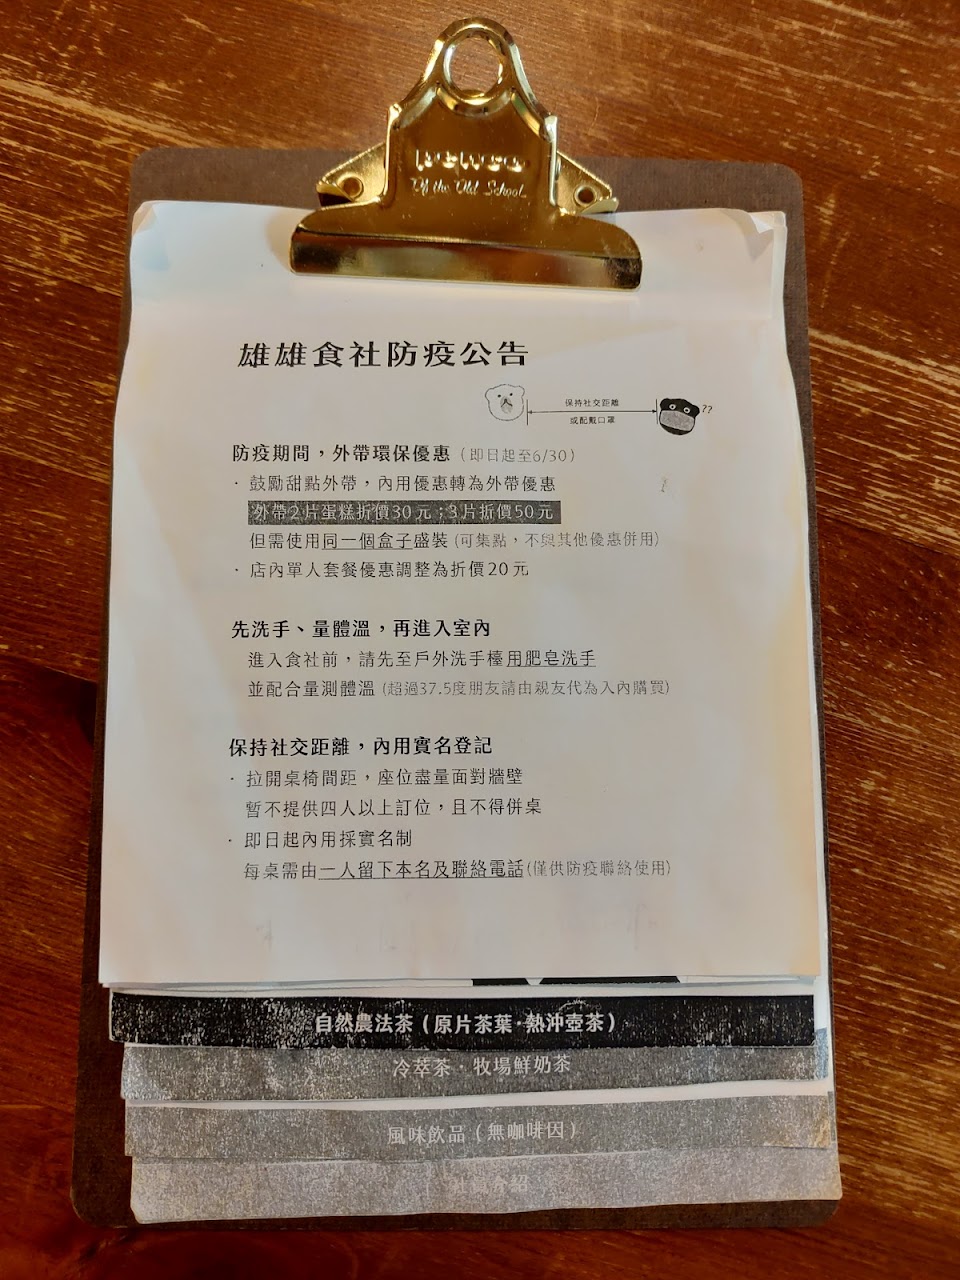 penco
Of the Old School
雄雄食社防疫公告
保持社交距離
或配戴口罩
??
防疫期間，外帶環保優惠（即日起至6/30）
· 鼓勵甜點外帶，內用優惠轉為外帶優惠
外帶2片蛋糕折價30元；3片折價50元
但需使用同一個盒子盛裝 (可集點，不與其他優惠併用)
· 店內單人套餐優惠調整為折價20元
先洗手、量體溫，再進入室內
進入食社前，請先至戶外洗手檯用肥皂洗手
並配合量測體溫 (超過37.5度朋友請由親友代為入內購買)
保持社交距離，內用實名登記
· 拉開桌椅間距，座位盡量面對牆壁
暫不提供四人以上訂位，且不得併桌
· 即日起內用採實名制
每桌需由一人留下本名及聯絡電話(僅供防疫聯絡使用)
自然農法茶（原片茶葉·熱沖壺茶）
冷萃茶·牧場鮮奶茶
風味飲品（無咖啡因）
介紹